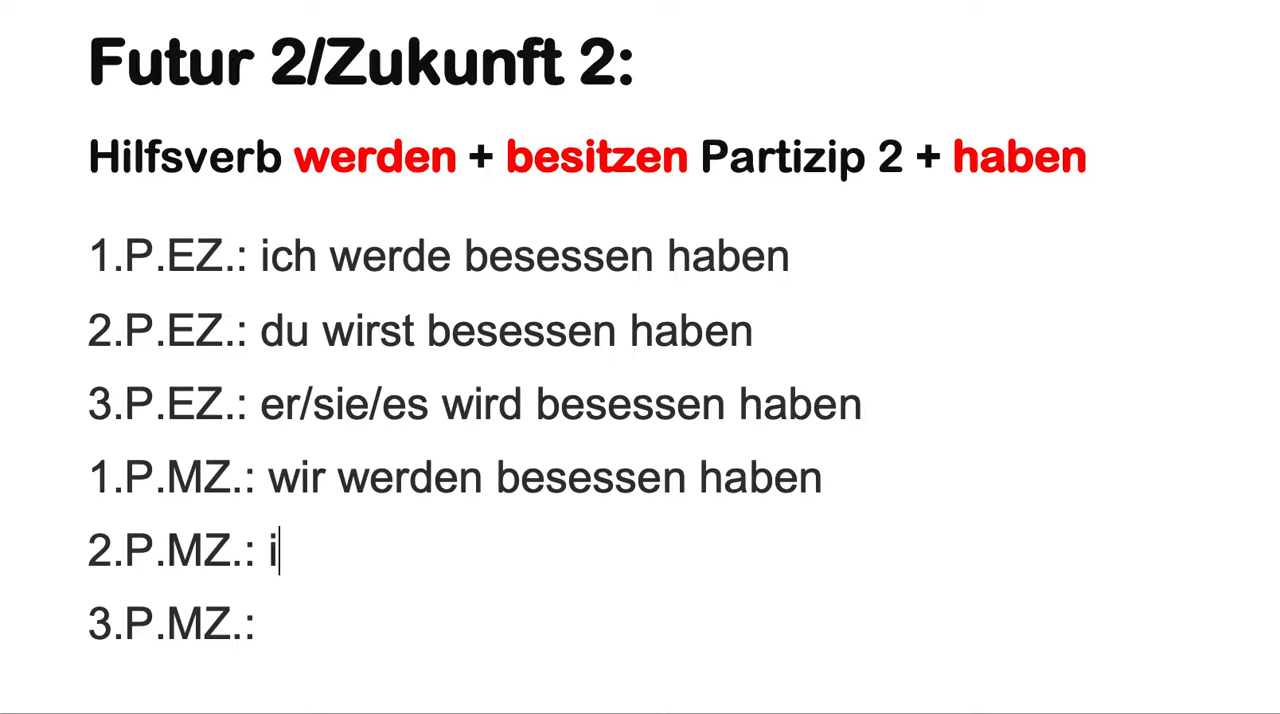 Futur 2/Zukunft 2:
Hilfsverb werden + besitzen Partizip 2 + haben
1.P.EZ.: ich werde besessen haben
2.P.EZ.: du wirst besessen haben
3.P.EZ.: er/sie/es wird besessen haben
1.P.MZ.: wir werden besessen haben
2.P.MZ.: i
3.P.MZ.: